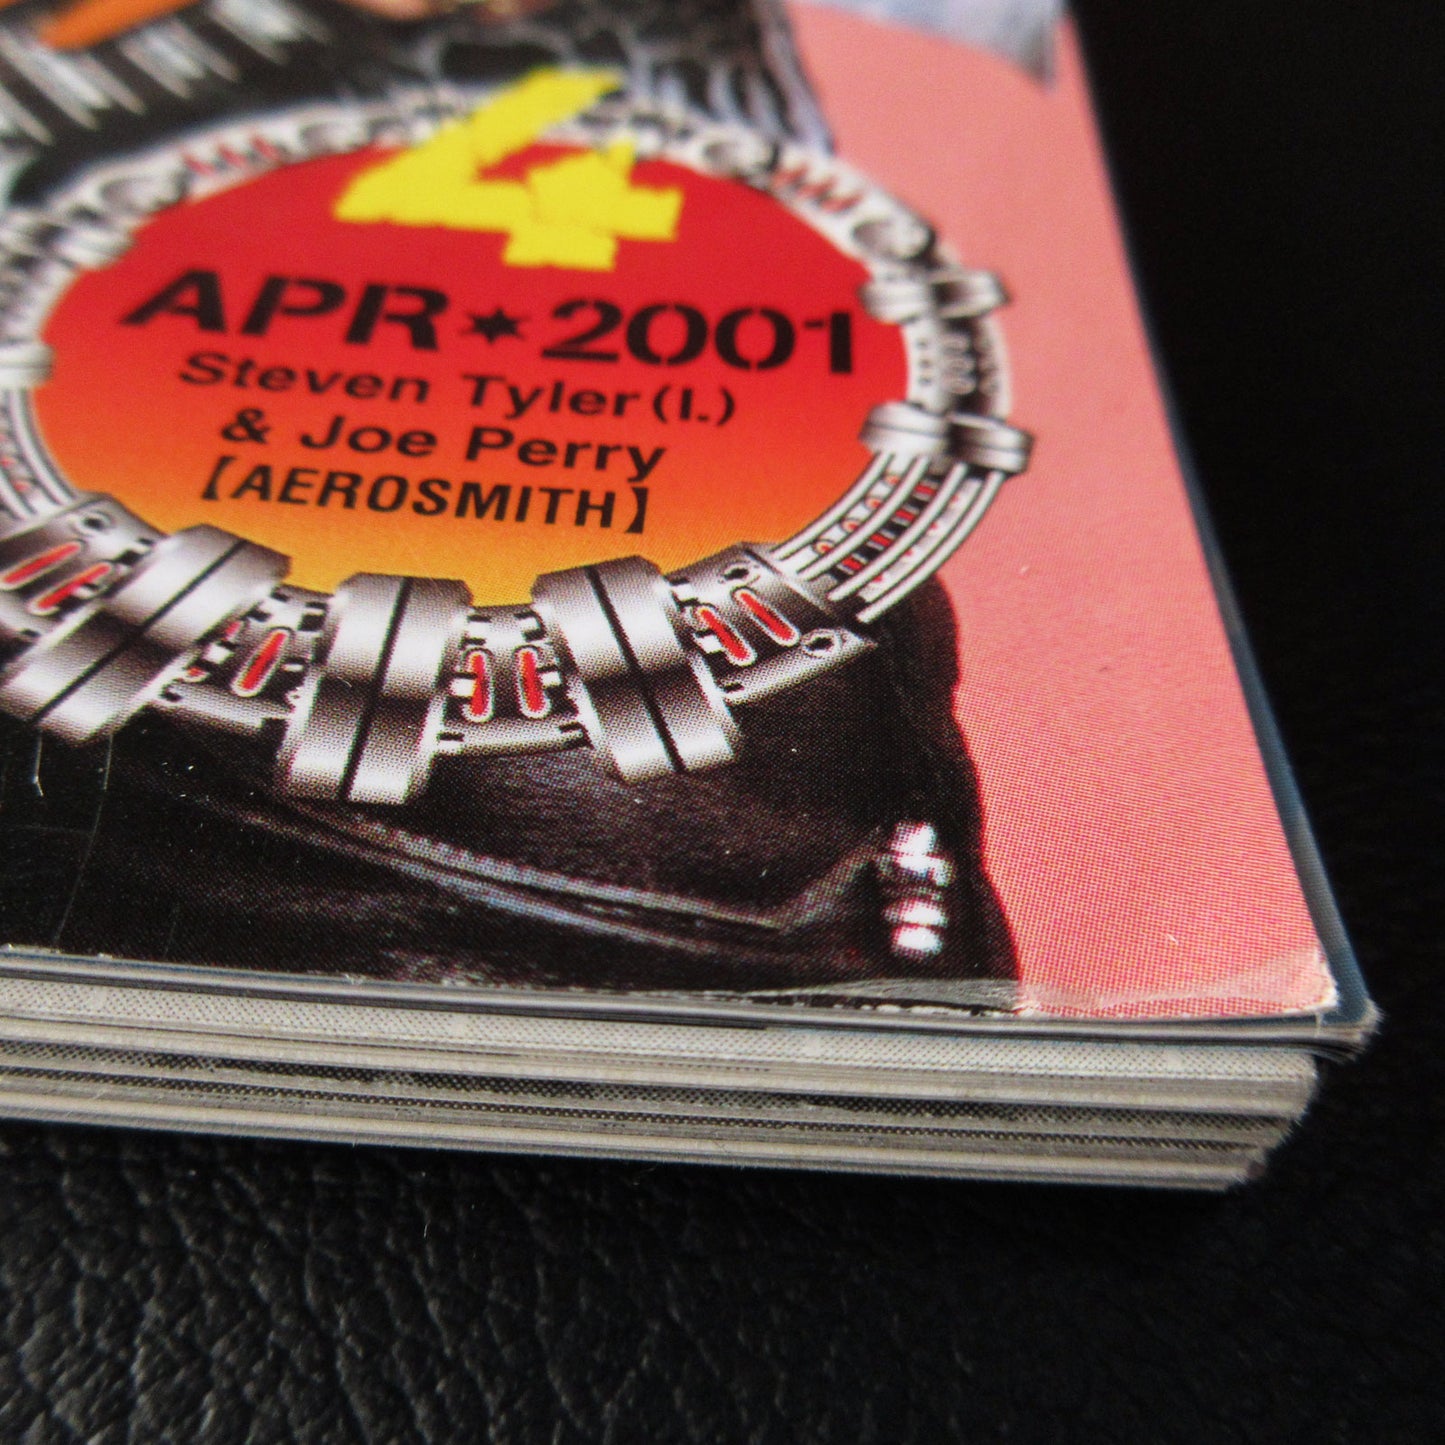 4
APR★2001
Steven Tyler (l.)
& Joe Perry
【AEROSMITH】